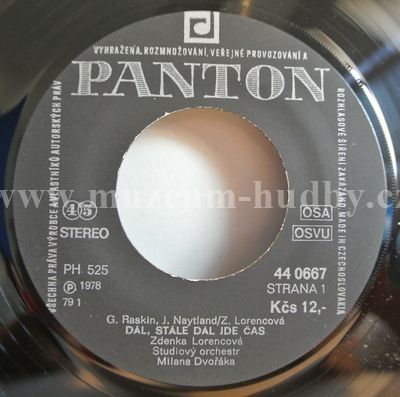 VYHRAŽENA, ROZMNOŽOVÁNÍ, VEŘEJNÉ PROVOZOVÁNÍ A
PANTON
VŠECHNA PRÁVA VÝROBCE A VLASTNÍKŮ AUTORSKÝCH PRÁV
ROZHLASOVÉ ŠÍŘENÍ ZAKÁZÁNO. MADE IN CZECHOSLOVAKIA
www.muzeum-hudby.cz
45
STEREO
OSA
OSVU
PH 525
44 0667
Ⓟ 1978
STRANA 1
79 1
Kčs 12,-
G. Raskin, J. Naytland/Z. Lorencová
DÁL, STÁLE DÁL JDE ČAS
Zdenka Lorencová
Studiový orchestr
Milana Dvořáka